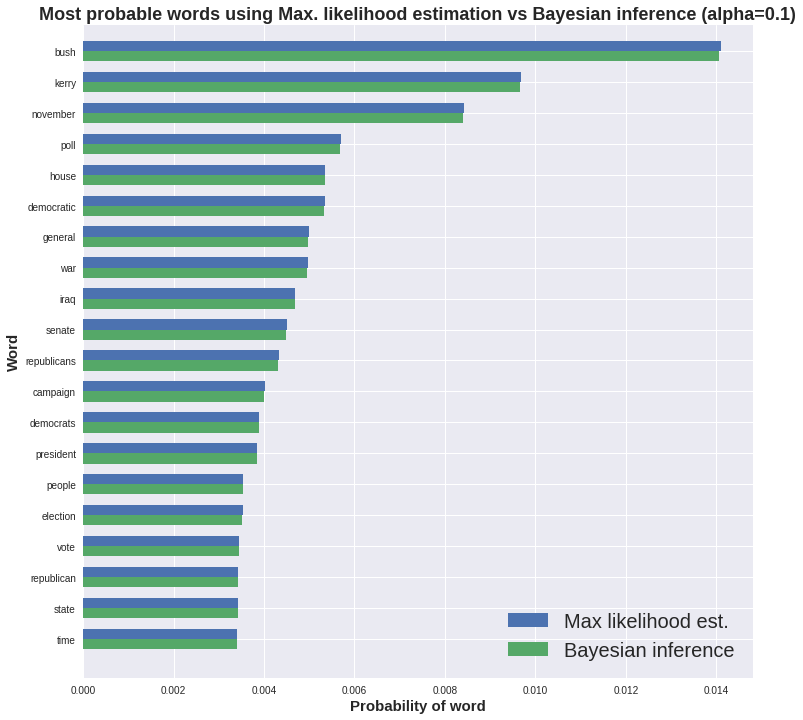 Most probable words using Max. likelihood estimation vs Bayesian inference (alpha=0.1)
bush
kerry
november
poll
house
democratic
general
war
iraq
senate
republicans
campaign
democrats
president
people
election
vote
republican
state
time
Word
Max likelihood est.
Bayesian inference
0.000 0.002 0.004 0.006 0.008 0.010 0.012 0.014
Probability of word